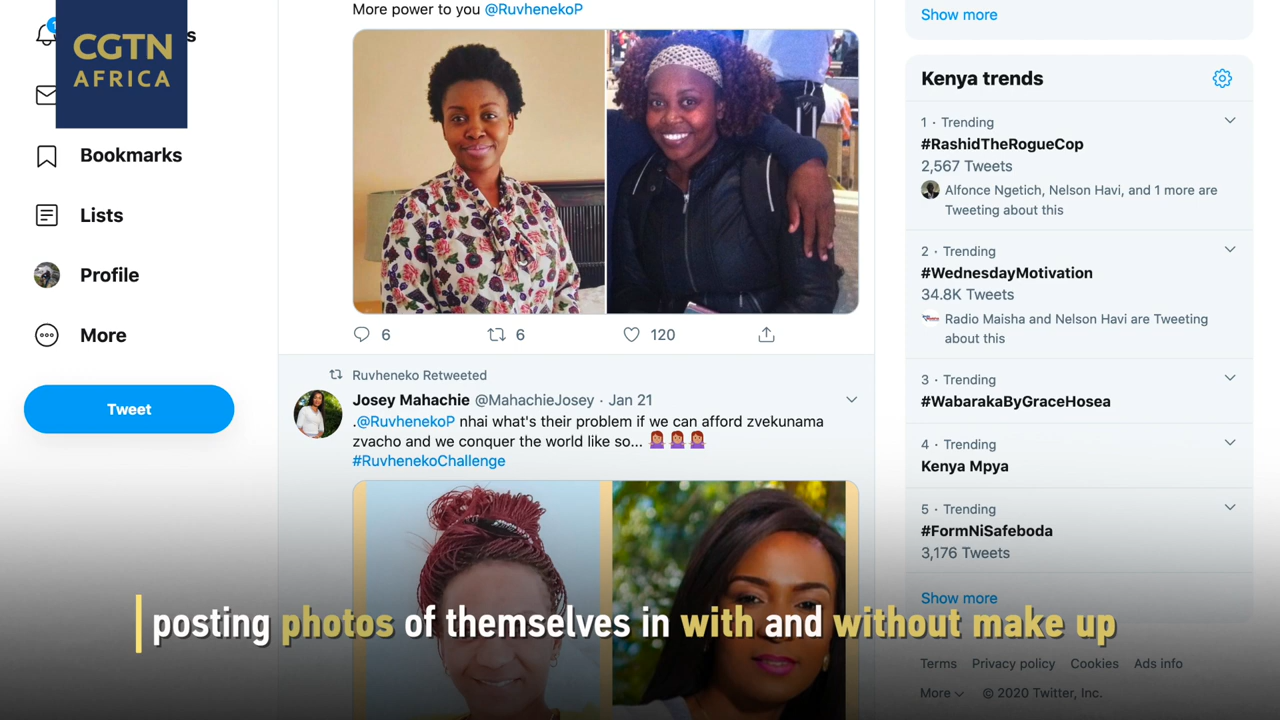 CGTN
AFRICA
1
s
Bookmarks
Lists
Profile
More
Tweet
More power to you @RuvhenekoP
6
6
120
Ruvheneko Retweeted
Josey Mahachie @MahachieJosey · Jan 21
.@RuvhenekoP nhai what's their problem if we can afford zvekunama
zvacho and we conquer the world like so... 💆🏽‍♀️💆🏽‍♀️💆🏽‍♀️
#RuvhenekoChallenge
Show more
Kenya trends
1 · Trending
#RashidTheRogueCop
2,567 Tweets
Alfonce Ngetich, Nelson Havi, and 1 more are
Tweeting about this
2 · Trending
#WednesdayMotivation
34.8K Tweets
Radio Maisha and Nelson Havi are Tweeting
about this
3 · Trending
#WabarakaByGraceHosea
4 · Trending
Kenya Mpya
5 · Trending
#FormNiSafeboda
3,176 Tweets
Show more
Terms Privacy policy Cookies Ads info
More © 2020 Twitter, Inc.
posting photos of themselves in with and without make up